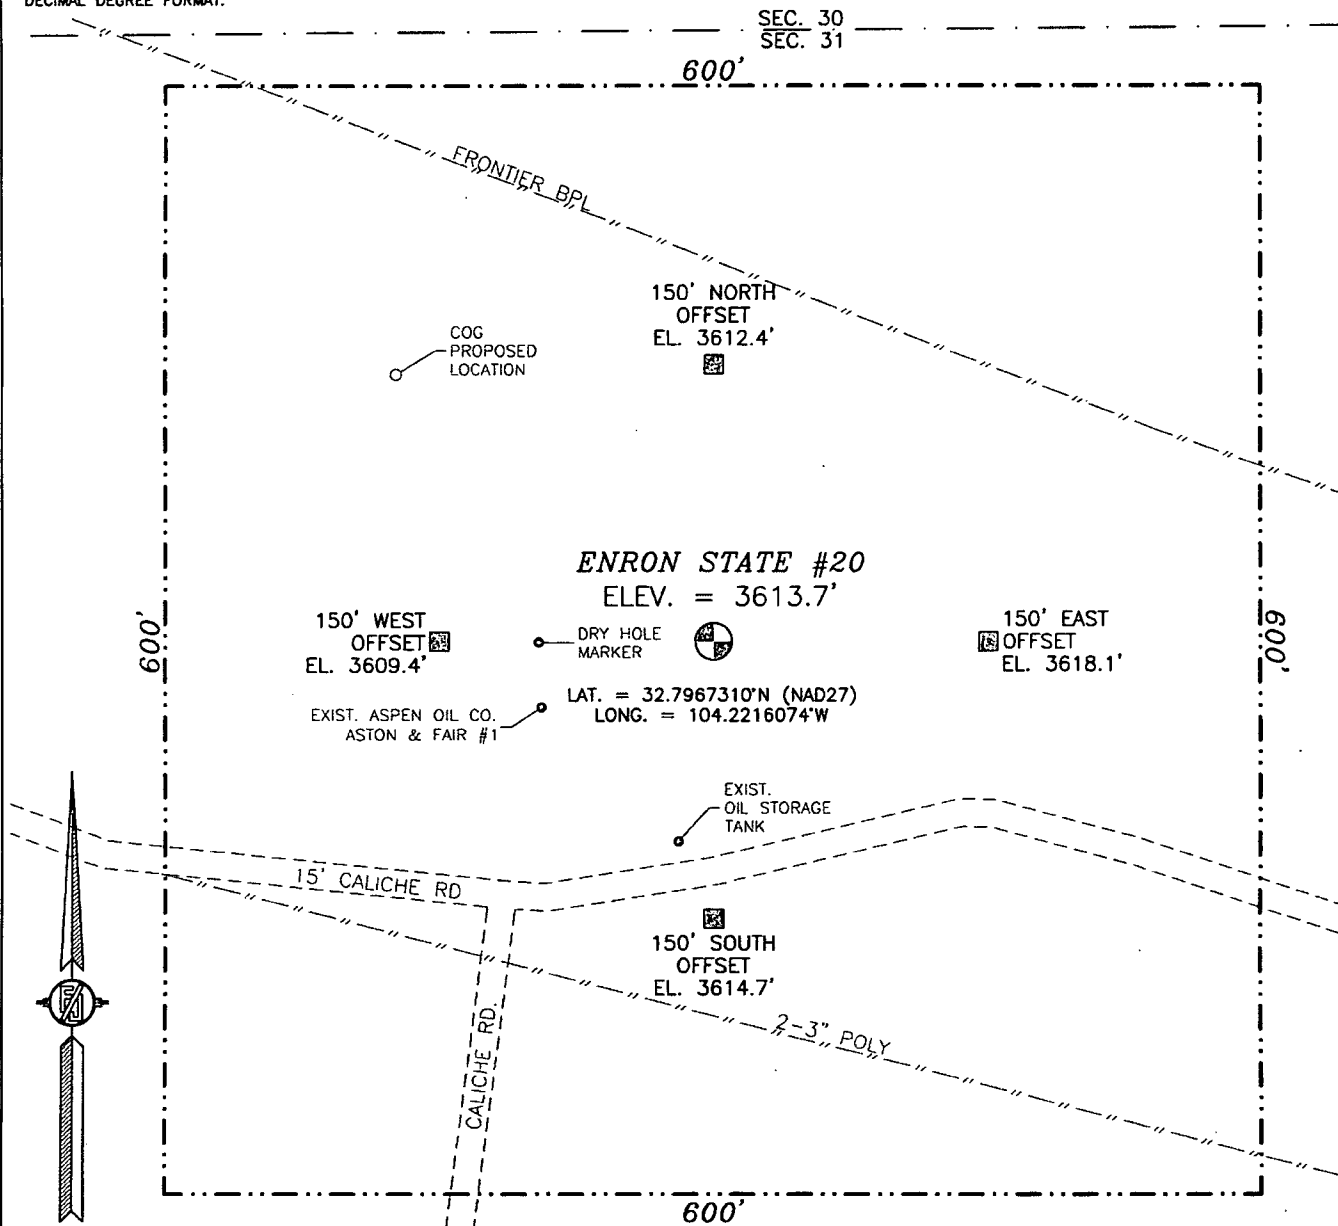 DECIMAL DEGREE FORMAT.
SEC. 30
SEC. 31
600'
FRONTIER BPL
150' NORTH
OFFSET
EL. 3612.4'
COG
PROPOSED
LOCATION
ENRON STATE #20
ELEV. = 3613.7'
600'
150' WEST
OFFSET
EL. 3609.4'
DRY HOLE
MARKER
150' EAST
OFFSET
EL. 3618.1'
600'
LAT. = 32.7967310°N (NAD27)
LONG. = 104.2216074°W
EXIST. ASPEN OIL CO.
ASTON & FAIR #1
EXIST.
OIL STORAGE
TANK
15' CALICHE RD
150' SOUTH
OFFSET
EL. 3614.7'
CALICHE RD.
2-3" POLY
600'